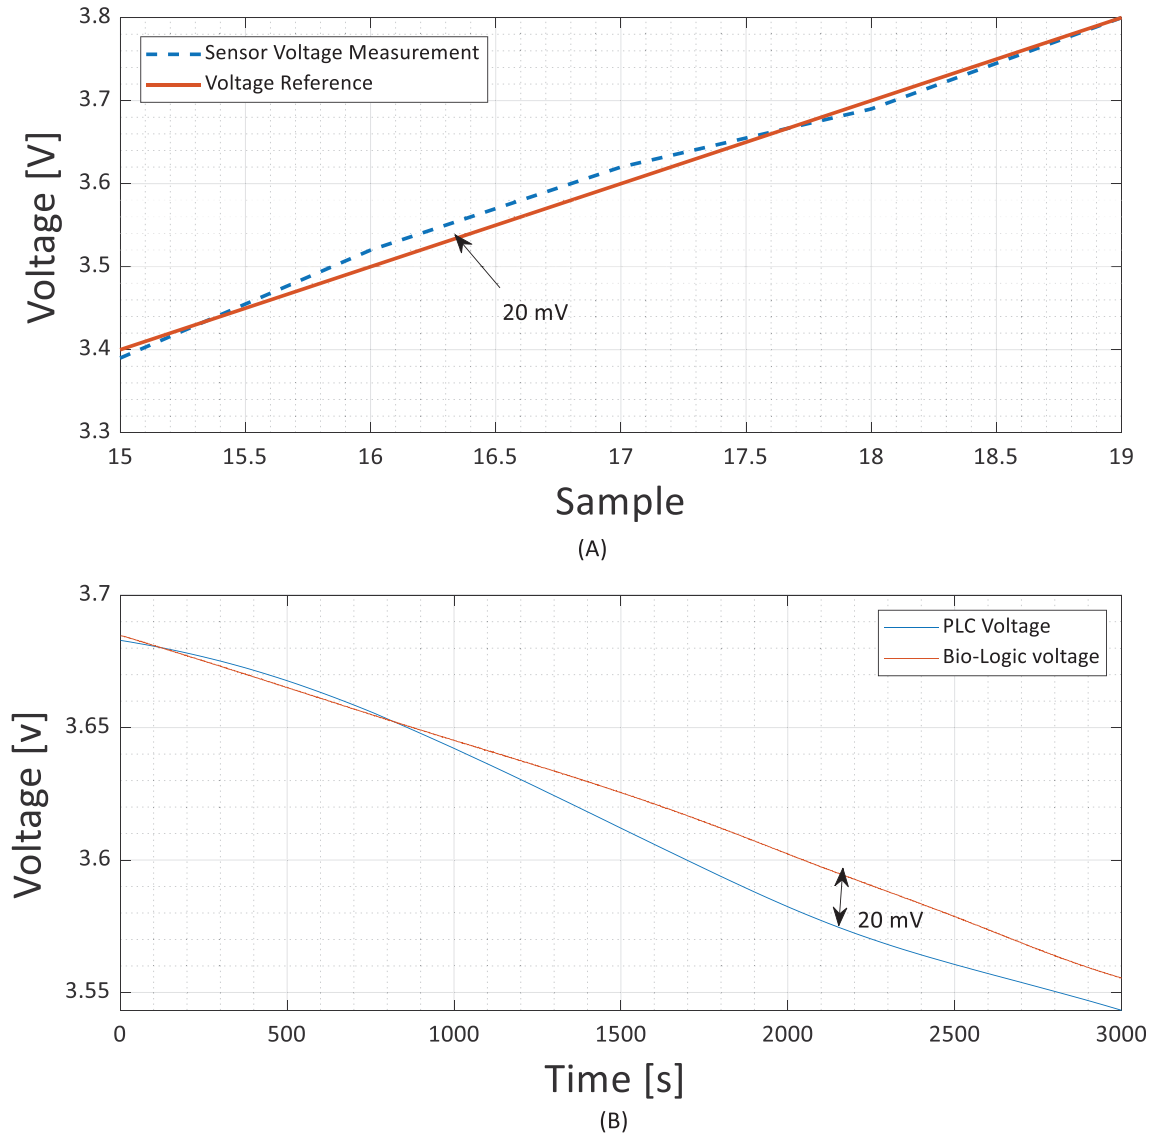 3.8
Sensor Voltage Measurement
Voltage Reference
3.7
3.6
3.5
3.4
3.3
Voltage [V]
20 mV
15 15.5 16 16.5 17 17.5 18 18.5 19
Sample
(A)
3.7
PLC Voltage
Bio-Logic voltage
3.65
3.6
3.55
Voltage [v]
20 mV
0 500 1000 1500 2000 2500 3000
Time [s]
(B)